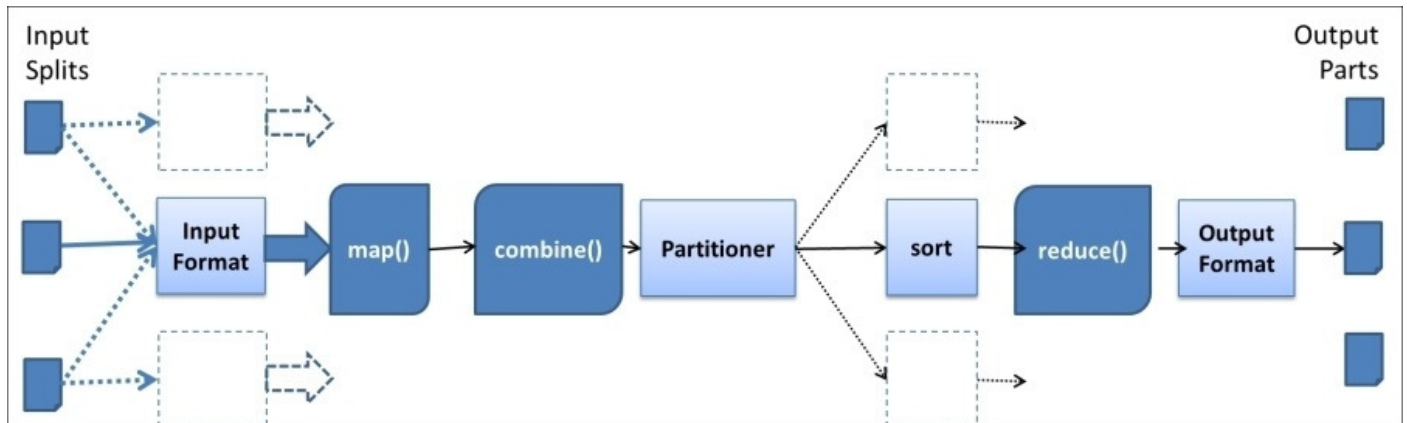 Input
Splits
Output
Parts
Input
Format
map()
combine()
Partitioner
sort
reduce()
Output
Format